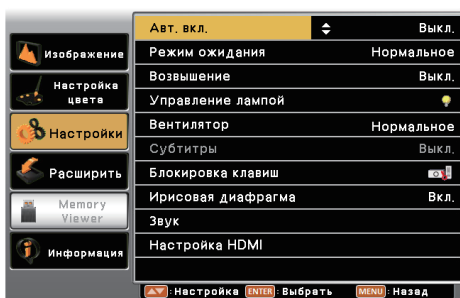 Изображение
Настройка
цвета
Настройки
Расширить
Memory
Viewer
Информация
Авт. вкл. Выкл.
Режим ожидания Нормальное
Возвышение Выкл.
Управление лампой
Вентилятор Нормальное
Субтитры Выкл.
Блокировка клавиш
Ирисовая диафрагма Вкл.
Звук
Настройка HDMI
:Настройка ENTER:Выбрать MENU:Назад